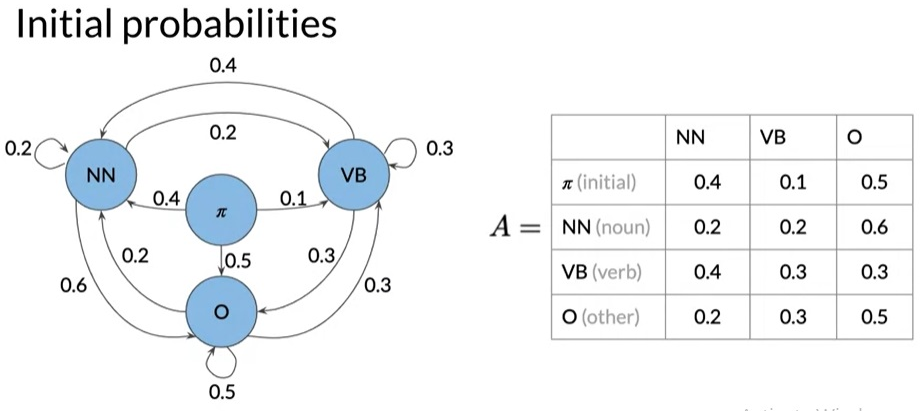 Initial probabilities
0.4
0.2
0.2
0.3
NN
VB
0.4
π
0.1
0.2
0.5
0.3
0.6
0.3
O
0.5
A =
NN VB O
π (initial) 0.4 0.1 0.5
NN (noun) 0.2 0.2 0.6
VB (verb) 0.4 0.3 0.3
O (other) 0.2 0.3 0.5